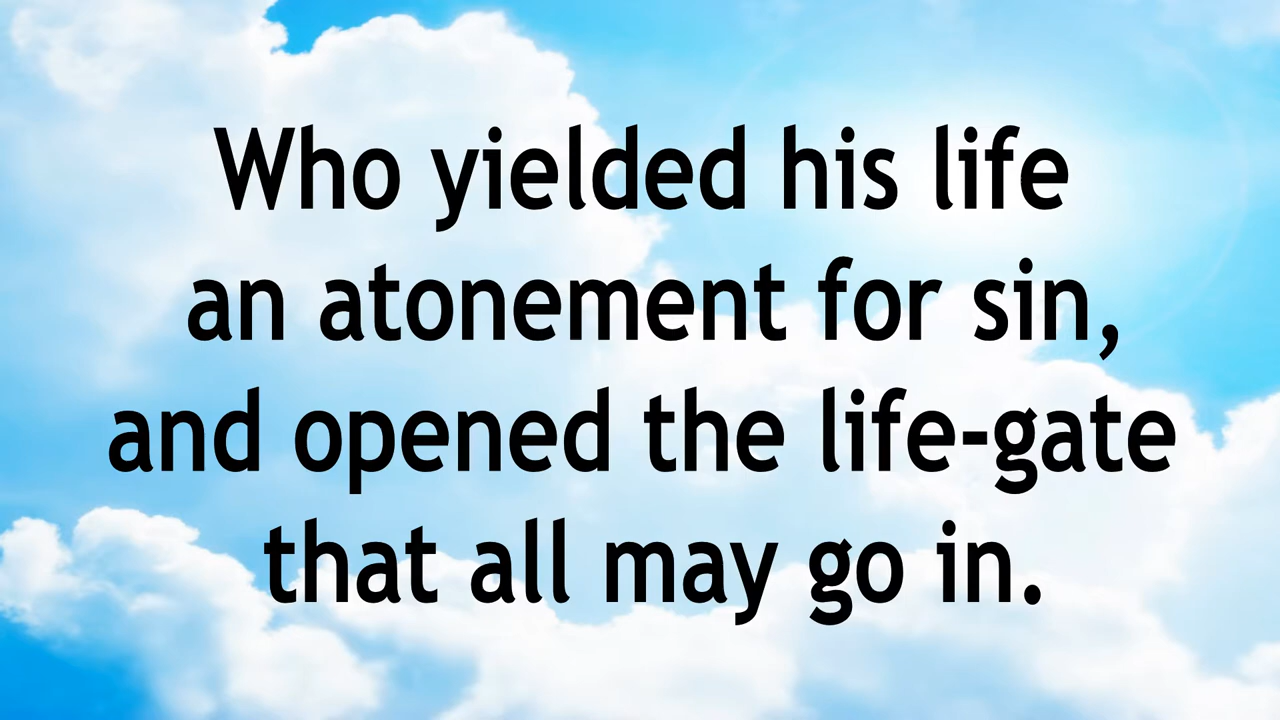 Who yielded his life
an atonement for sin,
and opened the life-gate
that all may go in.